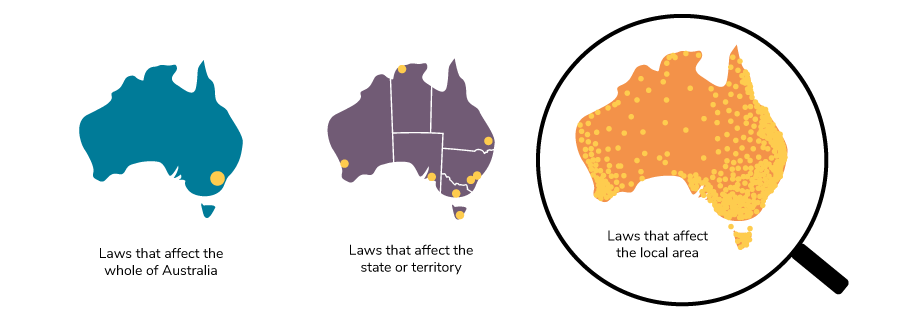 Laws that affect the
whole of Australia
Laws that affect the
state or territory
Laws that affect
the local area